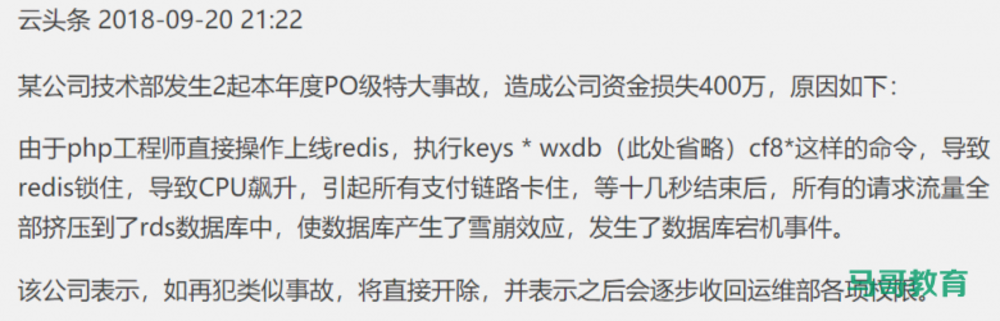 云头条 2018-09-20 21:22
某公司技术部发生2起本年度PO级特大事故，造成公司资金损失400万，原因如下：
由于php工程师直接操作上线redis，执行keys * wxdb（此处省略）cf8*这样的命令，导致
redis锁住，导致CPU飙升，引起所有支付链路卡住，等十几秒结束后，所有的请求流量全
部挤压到了rds数据库中，使数据库产生了雪崩效应，发生了数据库宕机事件。
该公司表示，如再犯类似事故，将直接开除，并表示之后会逐步收回运维部各项权限。
马哥教育